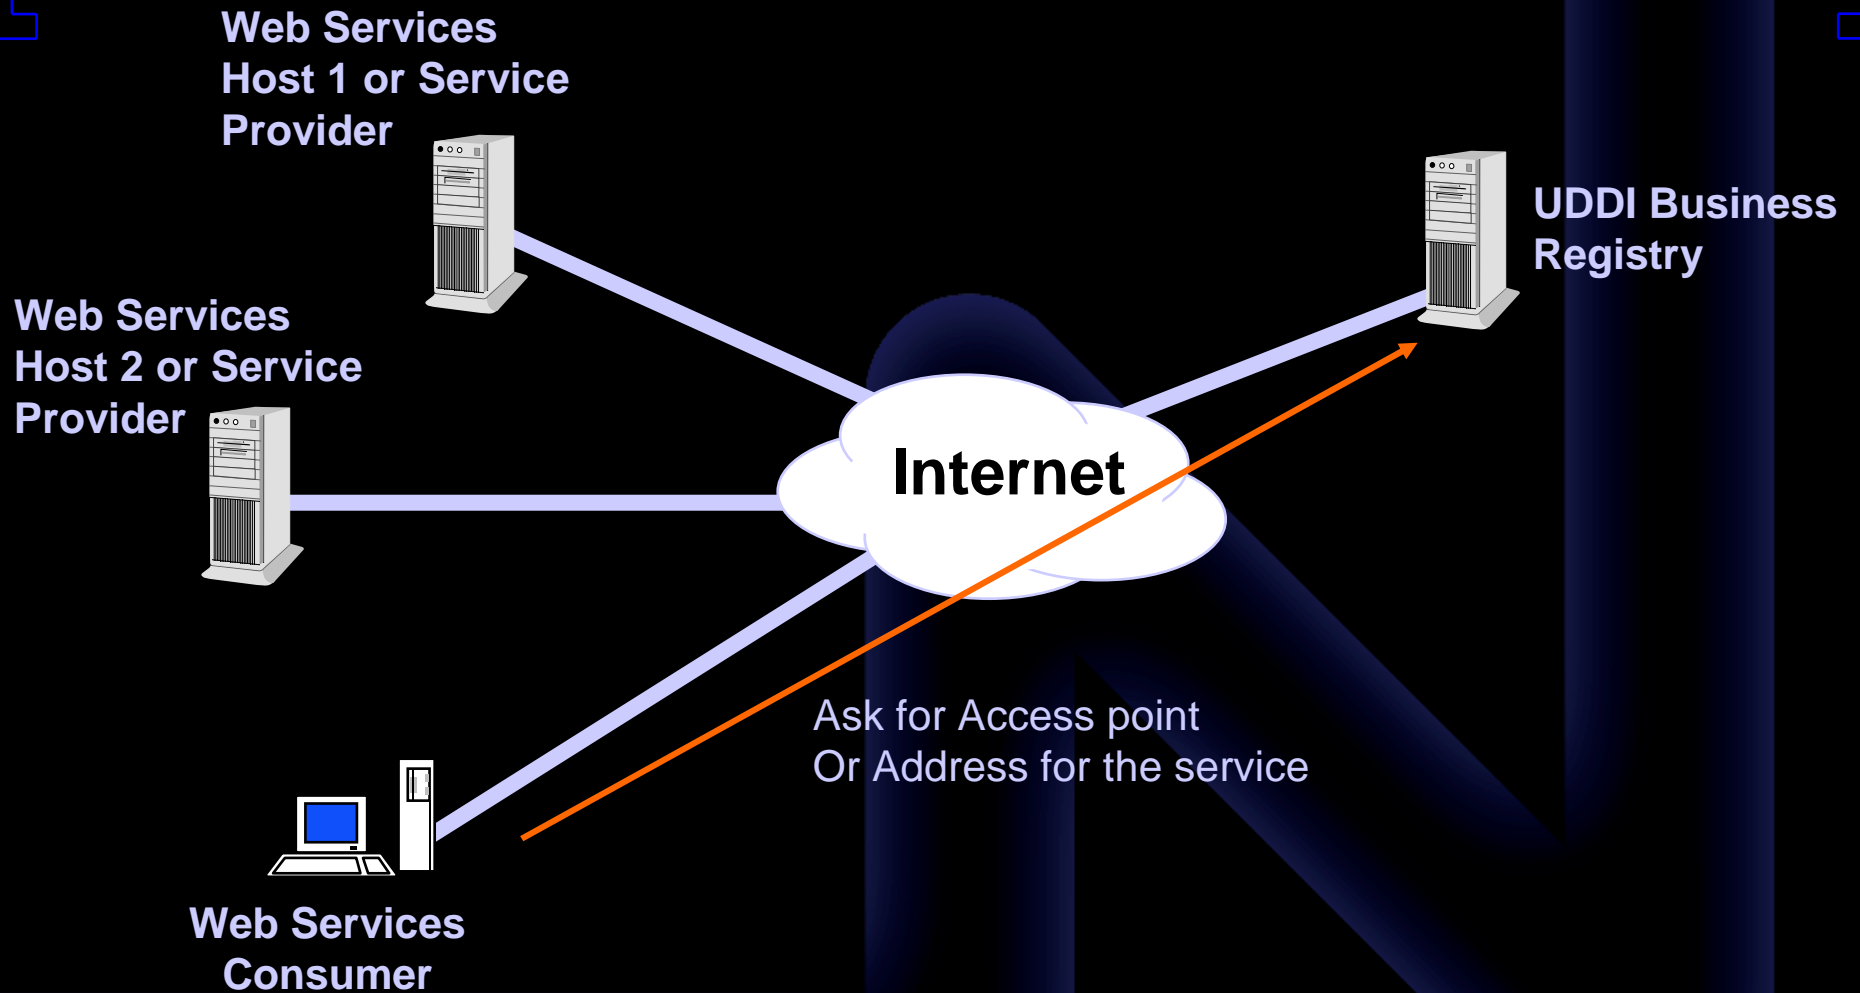 Web Services
Host 1 or Service
Provider
UDDI Business
Registry
Web Services
Host 2 or Service
Provider
Internet
Ask for Access point
Or Address for the service
Web Services
Consumer